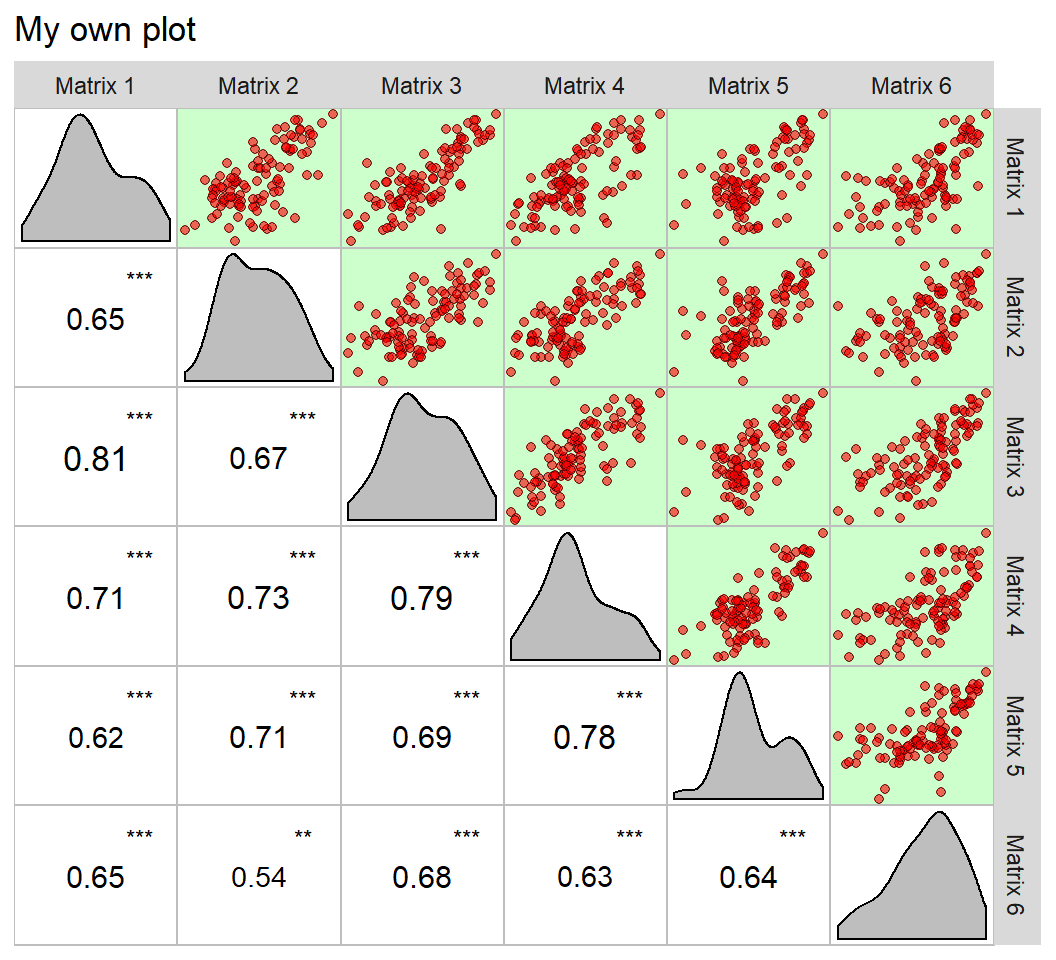 My own plot
Matrix 1 Matrix 2 Matrix 3 Matrix 4 Matrix 5 Matrix 6
Matrix 1
***
0.65
Matrix 2
*** ***
0.81 0.67
Matrix 3
*** *** ***
0.71 0.73 0.79
Matrix 4
*** *** *** ***
0.62 0.71 0.69 0.78
Matrix 5
*** ** *** *** ***
0.65 0.54 0.68 0.63 0.64
Matrix 6